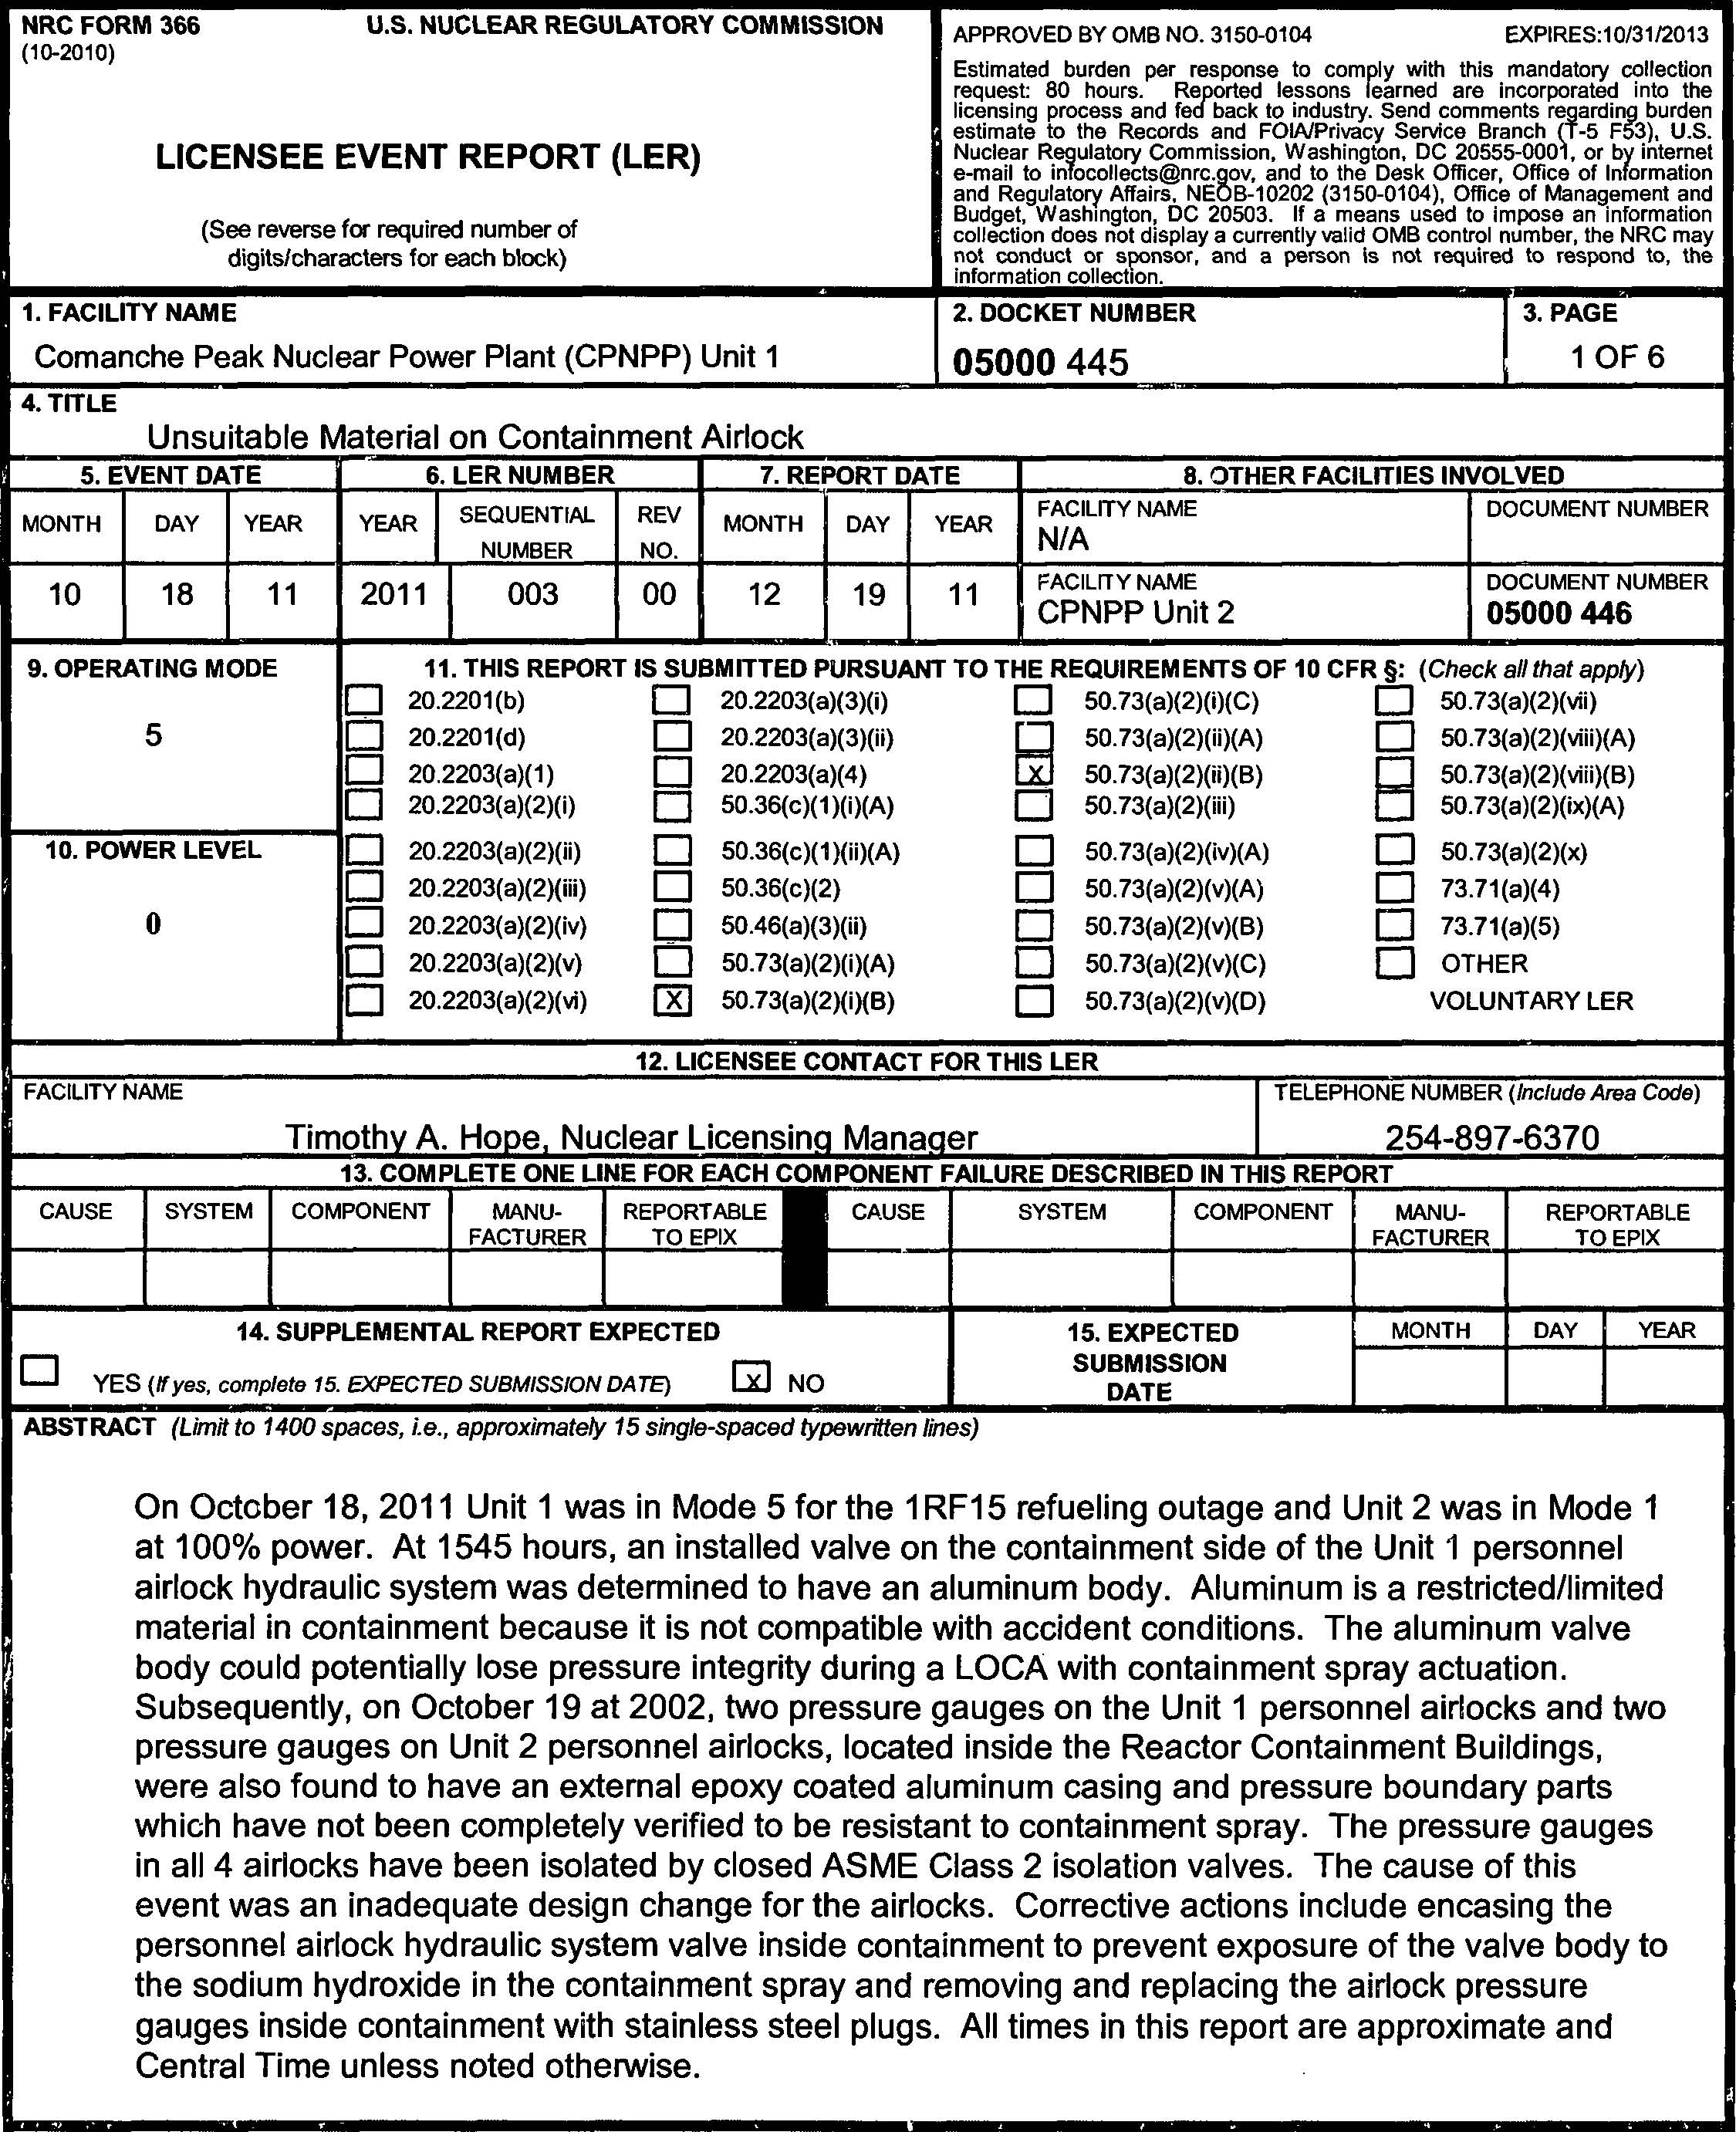 NRC FORM 366 U.S. NUCLEAR REGULATORY COMMISSION
(10-2010)
LICENSEE EVENT REPORT (LER)
(See reverse for required number of
digits/characters for each block)
APPROVED BY OMB NO. 3150-0104 EXPIRES:10/31/2013
Estimated burden per response to comply with this mandatory collection
request: 80 hours. Reported lessons learned are incorporated into the
licensing process and fed back to industry. Send comments regarding burden
estimate to the Records and FOIA/Privacy Service Branch (T-5 F53), U.S.
Nuclear Regulatory Commission, Washington, DC 20555-0001, or by internet
e-mail to infocollects@nrc.gov, and to the Desk Officer, Office of Information
and Regulatory Affairs, NEOB-10202 (3150-0104), Office of Management and
Budget, Washington, DC 20503. If a means used to impose an information
collection does not display a currently valid OMB control number, the NRC may
not conduct or sponsor, and a person is not required to respond to, the
information collection.
1. FACILITY NAME 2. DOCKET NUMBER 3. PAGE
Comanche Peak Nuclear Power Plant (CPNPP) Unit 1 05000 445 1 OF 6
4. TITLE
Unsuitable Material on Containment Airlock
5. EVENT DATE 6. LER NUMBER 7. REPORT DATE 8. OTHER FACILITIES INVOLVED
MONTH DAY YEAR YEAR SEQUENTIAL NUMBER REV NO. MONTH DAY YEAR FACILITY NAME DOCUMENT NUMBER
N/A
10 18 11 2011 003 00 12 19 11 FACILITY NAME DOCUMENT NUMBER
CPNPP Unit 2 05000 446
9. OPERATING MODE 11. THIS REPORT IS SUBMITTED PURSUANT TO THE REQUIREMENTS OF 10 CFR §: (Check all that apply)
20.2201(b) 20.2203(a)(3)(i) 50.73(a)(2)(i)(C) 50.73(a)(2)(vii)
5 20.2201(d) 20.2203(a)(3)(ii) 50.73(a)(2)(ii)(A) 50.73(a)(2)(viii)(A)
20.2203(a)(1) 20.2203(a)(4) X 50.73(a)(2)(ii)(B) 50.73(a)(2)(viii)(B)
20.2203(a)(2)(i) 50.36(c)(1)(i)(A) 50.73(a)(2)(iii) 50.73(a)(2)(ix)(A)
10. POWER LEVEL 20.2203(a)(2)(ii) 50.36(c)(1)(ii)(A) 50.73(a)(2)(iv)(A) 50.73(a)(2)(x)
20.2203(a)(2)(iii) 50.36(c)(2) 50.73(a)(2)(v)(A) 73.71(a)(4)
0 20.2203(a)(2)(iv) 50.46(a)(3)(ii) 50.73(a)(2)(v)(B) 73.71(a)(5)
20.2203(a)(2)(v) 50.73(a)(2)(i)(A) 50.73(a)(2)(v)(C) OTHER
20.2203(a)(2)(vi) X 50.73(a)(2)(i)(B) 50.73(a)(2)(v)(D) VOLUNTARY LER
12. LICENSEE CONTACT FOR THIS LER
FACILITY NAME TELEPHONE NUMBER (Include Area Code)
Timothy A. Hope, Nuclear Licensing Manager 254-897-6370
13. COMPLETE ONE LINE FOR EACH COMPONENT FAILURE DESCRIBED IN THIS REPORT
CAUSE SYSTEM COMPONENT MANU- REPORTABLE CAUSE SYSTEM COMPONENT MANU- REPORTABLE
FACTURER TO EPIX FACTURER TO EPIX
14. SUPPLEMENTAL REPORT EXPECTED 15. EXPECTED MONTH DAY YEAR
SUBMISSION
YES (If yes, complete 15. EXPECTED SUBMISSION DATE) X NO DATE
ABSTRACT (Limit to 1400 spaces, i.e., approximately 15 single-spaced typewritten lines)
On October 18, 2011 Unit 1 was in Mode 5 for the 1RF15 refueling outage and Unit 2 was in Mode 1
at 100% power. At 1545 hours, an installed valve on the containment side of the Unit 1 personnel
airlock hydraulic system was determined to have an aluminum body. Aluminum is a restricted/limited
material in containment because it is not compatible with accident conditions. The aluminum valve
body could potentially lose pressure integrity during a LOCA with containment spray actuation.
Subsequently, on October 19 at 2002, two pressure gauges on the Unit 1 personnel airlocks and two
pressure gauges on Unit 2 personnel airlocks, located inside the Reactor Containment Buildings,
were also found to have an external epoxy coated aluminum casing and pressure boundary parts
which have not been completely verified to be resistant to containment spray. The pressure gauges
in all 4 airlocks have been isolated by closed ASME Class 2 isolation valves. The cause of this
event was an inadequate design change for the airlocks. Corrective actions include encasing the
personnel airlock hydraulic system valve inside containment to prevent exposure of the valve body to
the sodium hydroxide in the containment spray and removing and replacing the airlock pressure
gauges inside containment with stainless steel plugs. All times in this report are approximate and
Central Time unless noted otherwise.